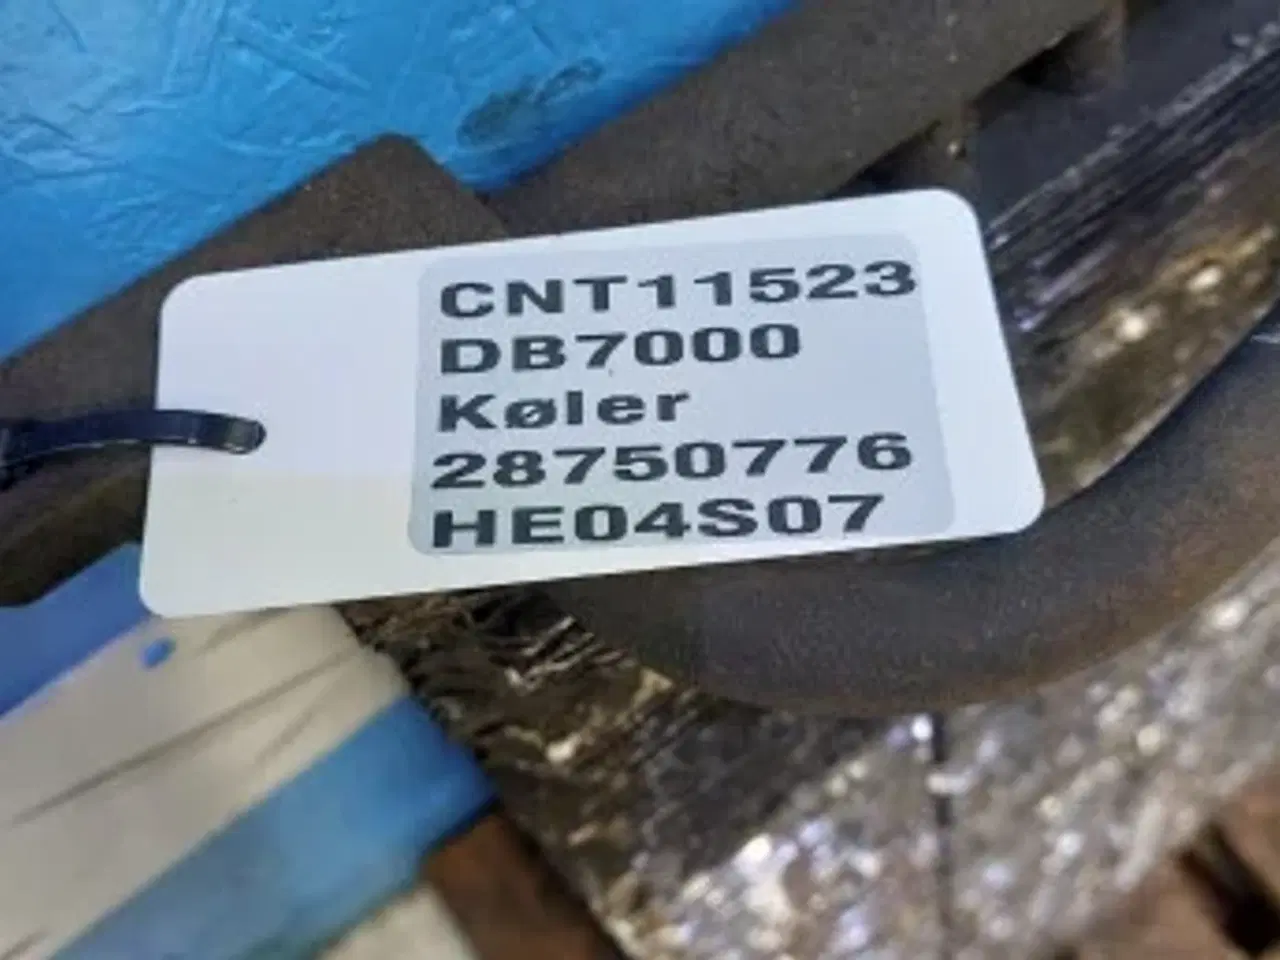 CNT11523
DB7000
Køler
28750776
HE04S07